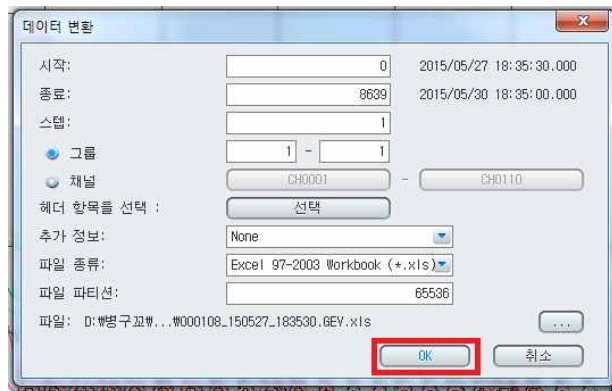 데이터 변환
시작: 0 2015/05/27 18:35:30.000
종료: 8639 2015/05/30 18:35:00.000
스텝: 1
그룹 1 - 1
채널 CH0001 - CH0110
헤더 항목을 선택 : 선택
추가 정보: None
파일 종류: Excel 97-2003 Workbook (*.xls)
파일 파티션: 65536
파일: D:₩병구꼬₩...₩000108_150527_183530.GEV.xls ...
OK 취소